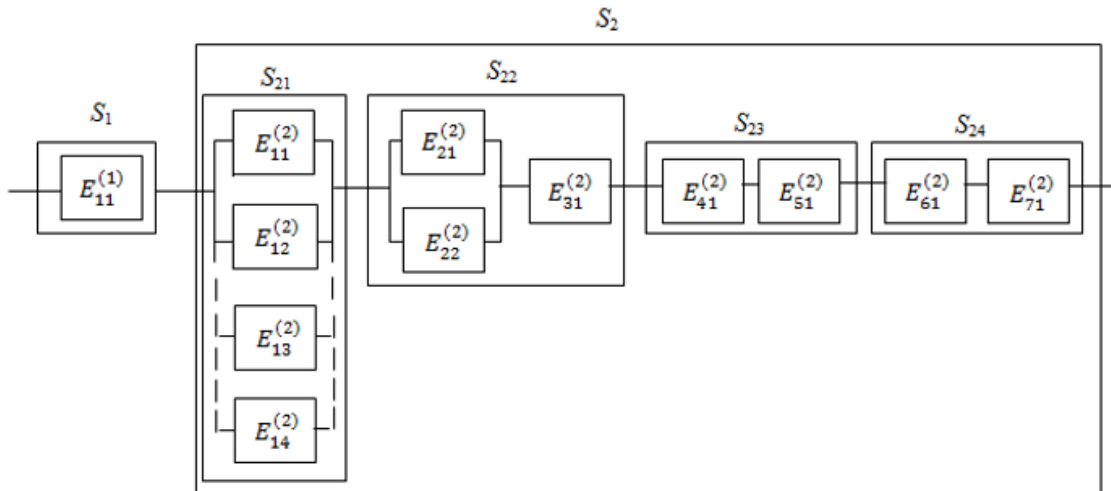 S₂
S₂₁
S₂₂
S₁
S₂₃
S₂₄
E₁₁⁽²⁾
E₂₁⁽²⁾
E₁₁⁽¹⁾
E₃₁⁽²⁾
E₄₁⁽²⁾
E₅₁⁽²⁾
E₆₁⁽²⁾
E₇₁⁽²⁾
E₁₂⁽²⁾
E₂₂⁽²⁾
E₁₃⁽²⁾
E₁₄⁽²⁾